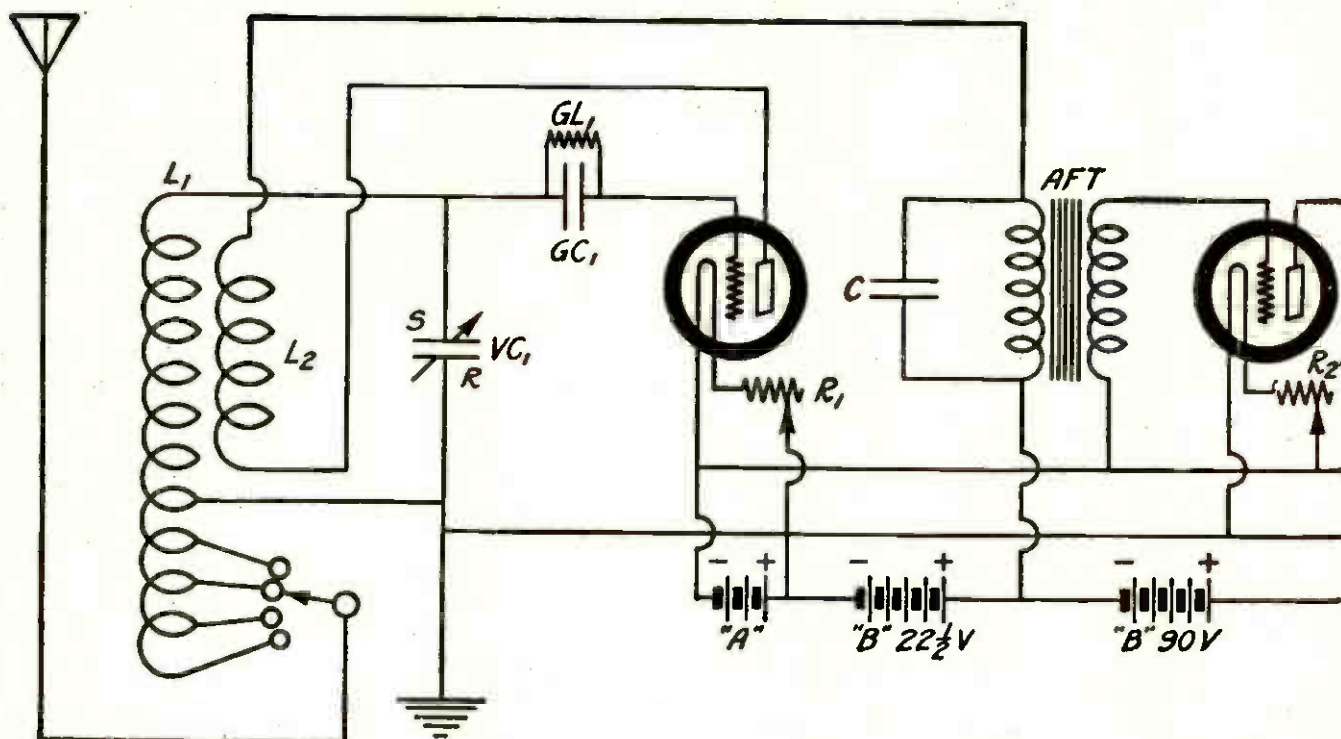 GL₁
L₁
AFT
GC₁
C
S
VC₁
L₂
R
R₁
R₂
- +
- +
- +
"A"
"B" 22½V
"B" 90V